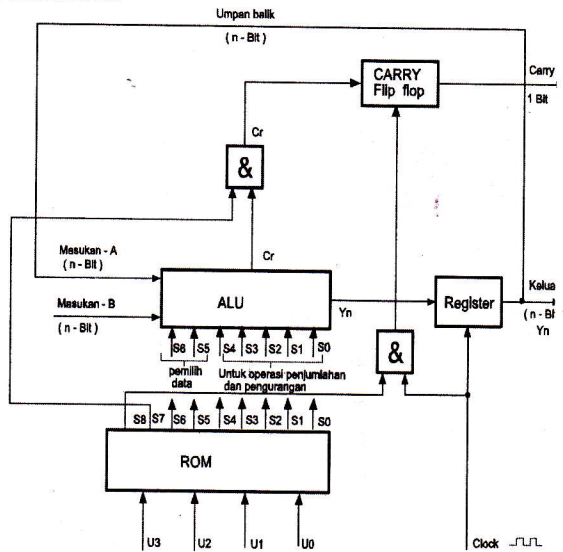 Umpan balik
( n - Bit )
CARRY
Flip flop
Carry
1 Bit
Cr
&
Cr
Masukan - A
( n - Bit )
ALU
Masukan - B
( n - Bit )
Yn
Register
Kelua
( n - Bit
Yn
S6 S5 S4 S3 S2 S1 S0
pemilih
data
Untuk operasi penjumlahan
dan pengurangan
&
S8 S7 S6 S5 S4 S3 S2 S1 S0
ROM
U3 U2 U1 U0
Clock